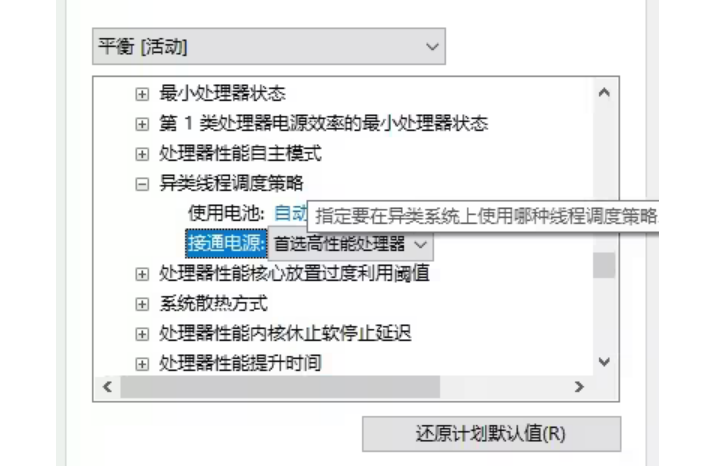 平衡 [活动]
最小处理器状态
第 1 类处理器电源效率的最小处理器状态
处理器性能自主模式
异类线程调度策略
使用电池: 自动
指定要在异类系统上使用哪种线程调度策略
接通电源: 首选高性能处理器
处理器性能核心放置过度利用阈值
系统散热方式
处理器性能内核休止软停止延迟
处理器性能提升时间
还原计划默认值(R)